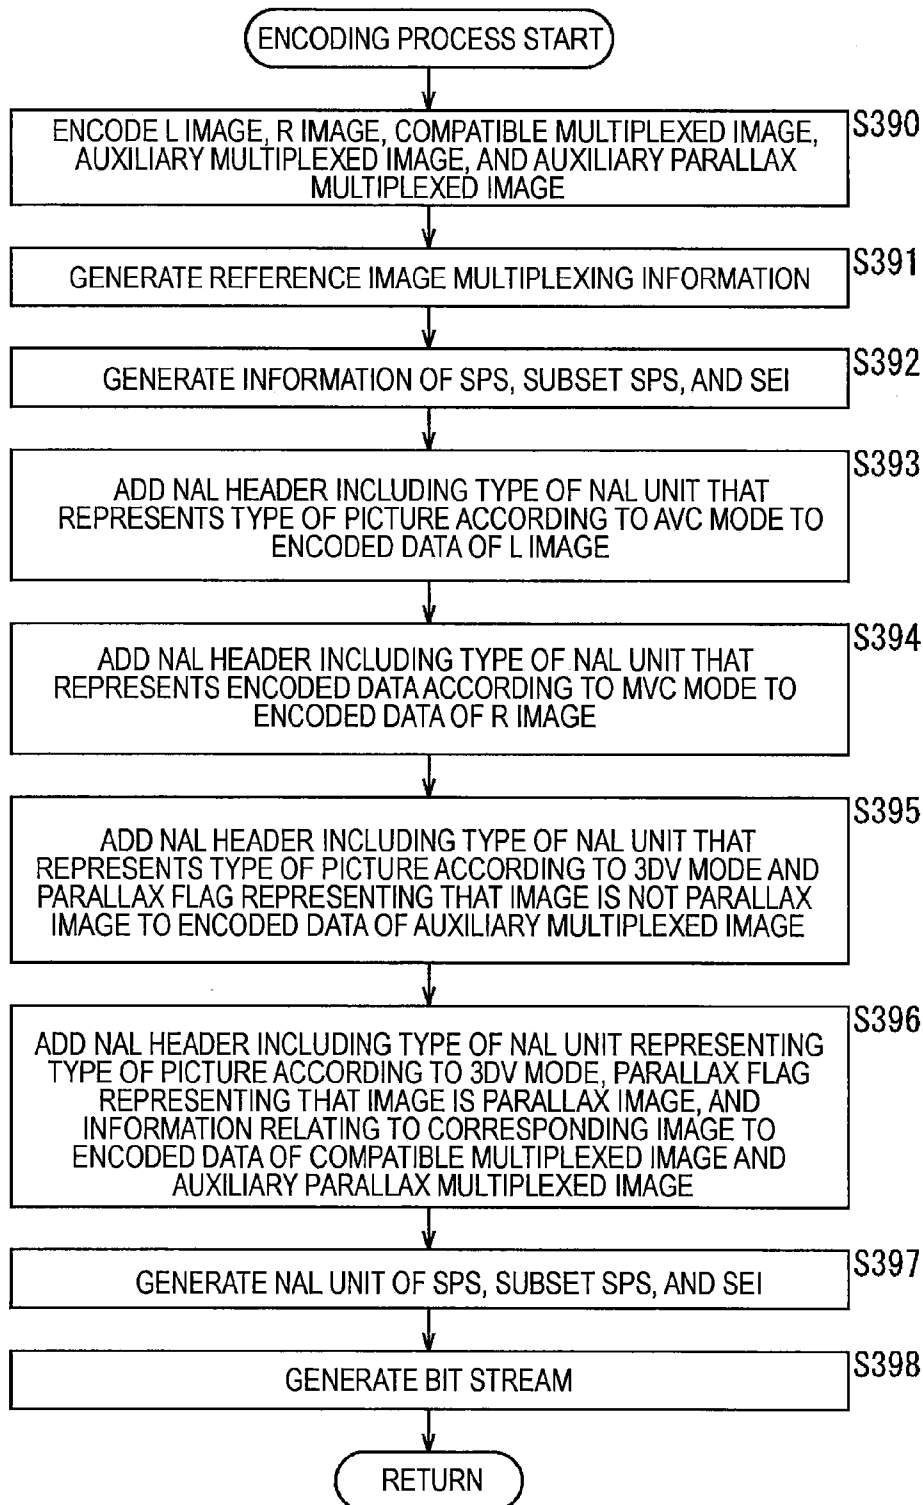 ENCODING PROCESS START
S390
ENCODE L IMAGE, R IMAGE, COMPATIBLE MULTIPLEXED IMAGE,
AUXILIARY MULTIPLEXED IMAGE, AND AUXILIARY PARALLAX
MULTIPLEXED IMAGE
S391
GENERATE REFERENCE IMAGE MULTIPLEXING INFORMATION
S392
GENERATE INFORMATION OF SPS, SUBSET SPS, AND SEI
S393
ADD NAL HEADER INCLUDING TYPE OF NAL UNIT THAT
REPRESENTS TYPE OF PICTURE ACCORDING TO AVC MODE TO
ENCODED DATA OF L IMAGE
S394
ADD NAL HEADER INCLUDING TYPE OF NAL UNIT THAT
REPRESENTS ENCODED DATA ACCORDING TO MVC MODE TO
ENCODED DATA OF R IMAGE
S395
ADD NAL HEADER INCLUDING TYPE OF NAL UNIT THAT
REPRESENTS TYPE OF PICTURE ACCORDING TO 3DV MODE AND
PARALLAX FLAG REPRESENTING THAT IMAGE IS NOT PARALLAX
IMAGE TO ENCODED DATA OF AUXILIARY MULTIPLEXED IMAGE
S396
ADD NAL HEADER INCLUDING TYPE OF NAL UNIT REPRESENTING
TYPE OF PICTURE ACCORDING TO 3DV MODE, PARALLAX FLAG
REPRESENTING THAT IMAGE IS PARALLAX IMAGE, AND
INFORMATION RELATING TO CORRESPONDING IMAGE TO
ENCODED DATA OF COMPATIBLE MULTIPLEXED IMAGE AND
AUXILIARY PARALLAX MULTIPLEXED IMAGE
S397
GENERATE NAL UNIT OF SPS, SUBSET SPS, AND SEI
S398
GENERATE BIT STREAM
RETURN